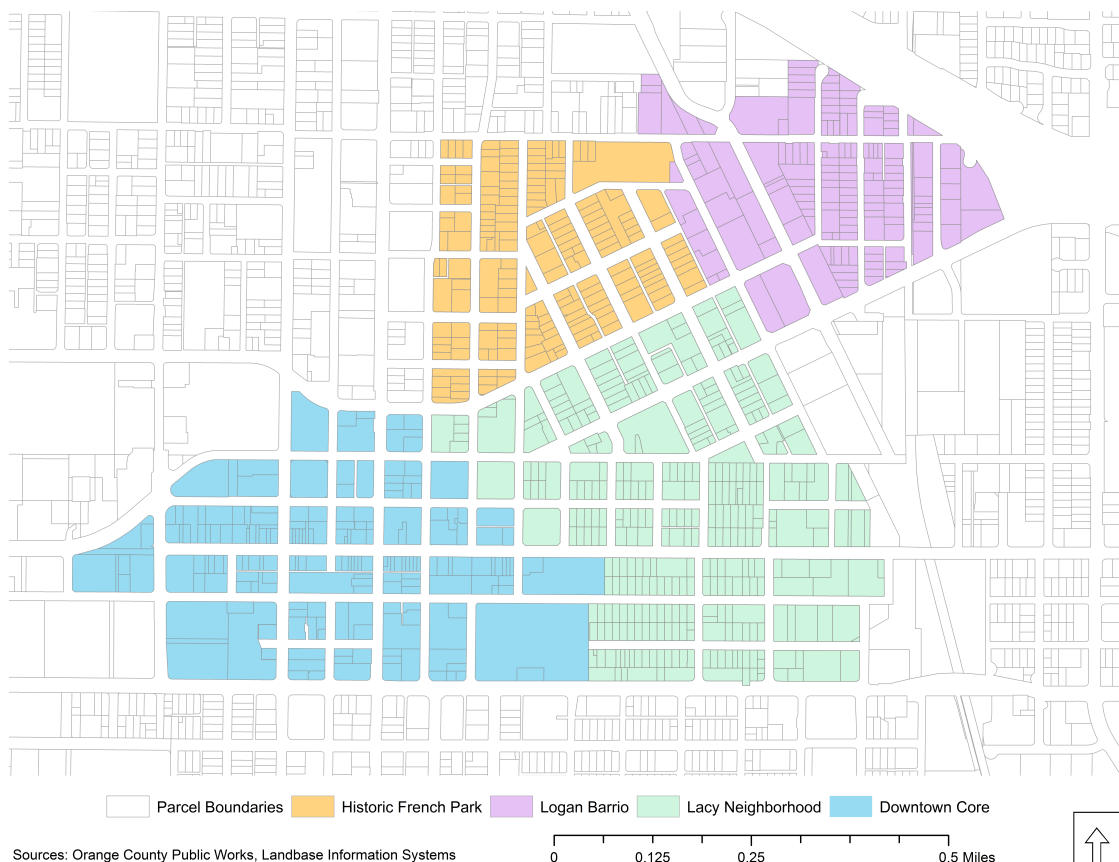 Parcel Boundaries Historic French Park Logan Barrio Lacy Neighborhood Downtown Core
Sources: Orange County Public Works, Landbase Information Systems
0 0.125 0.25 0.5 Miles